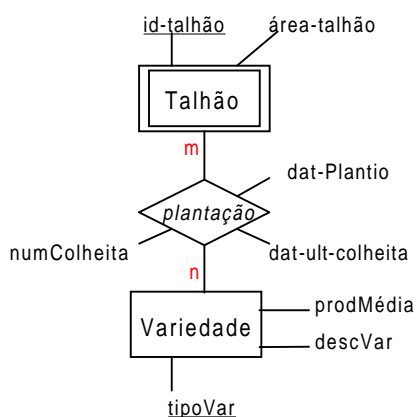 id-talhão área-talhão
Talhão
m
dat-Plantio
plantação
numColheita dat-ult-colheita
n
prodMédia
Variedade
descVar
tipoVar